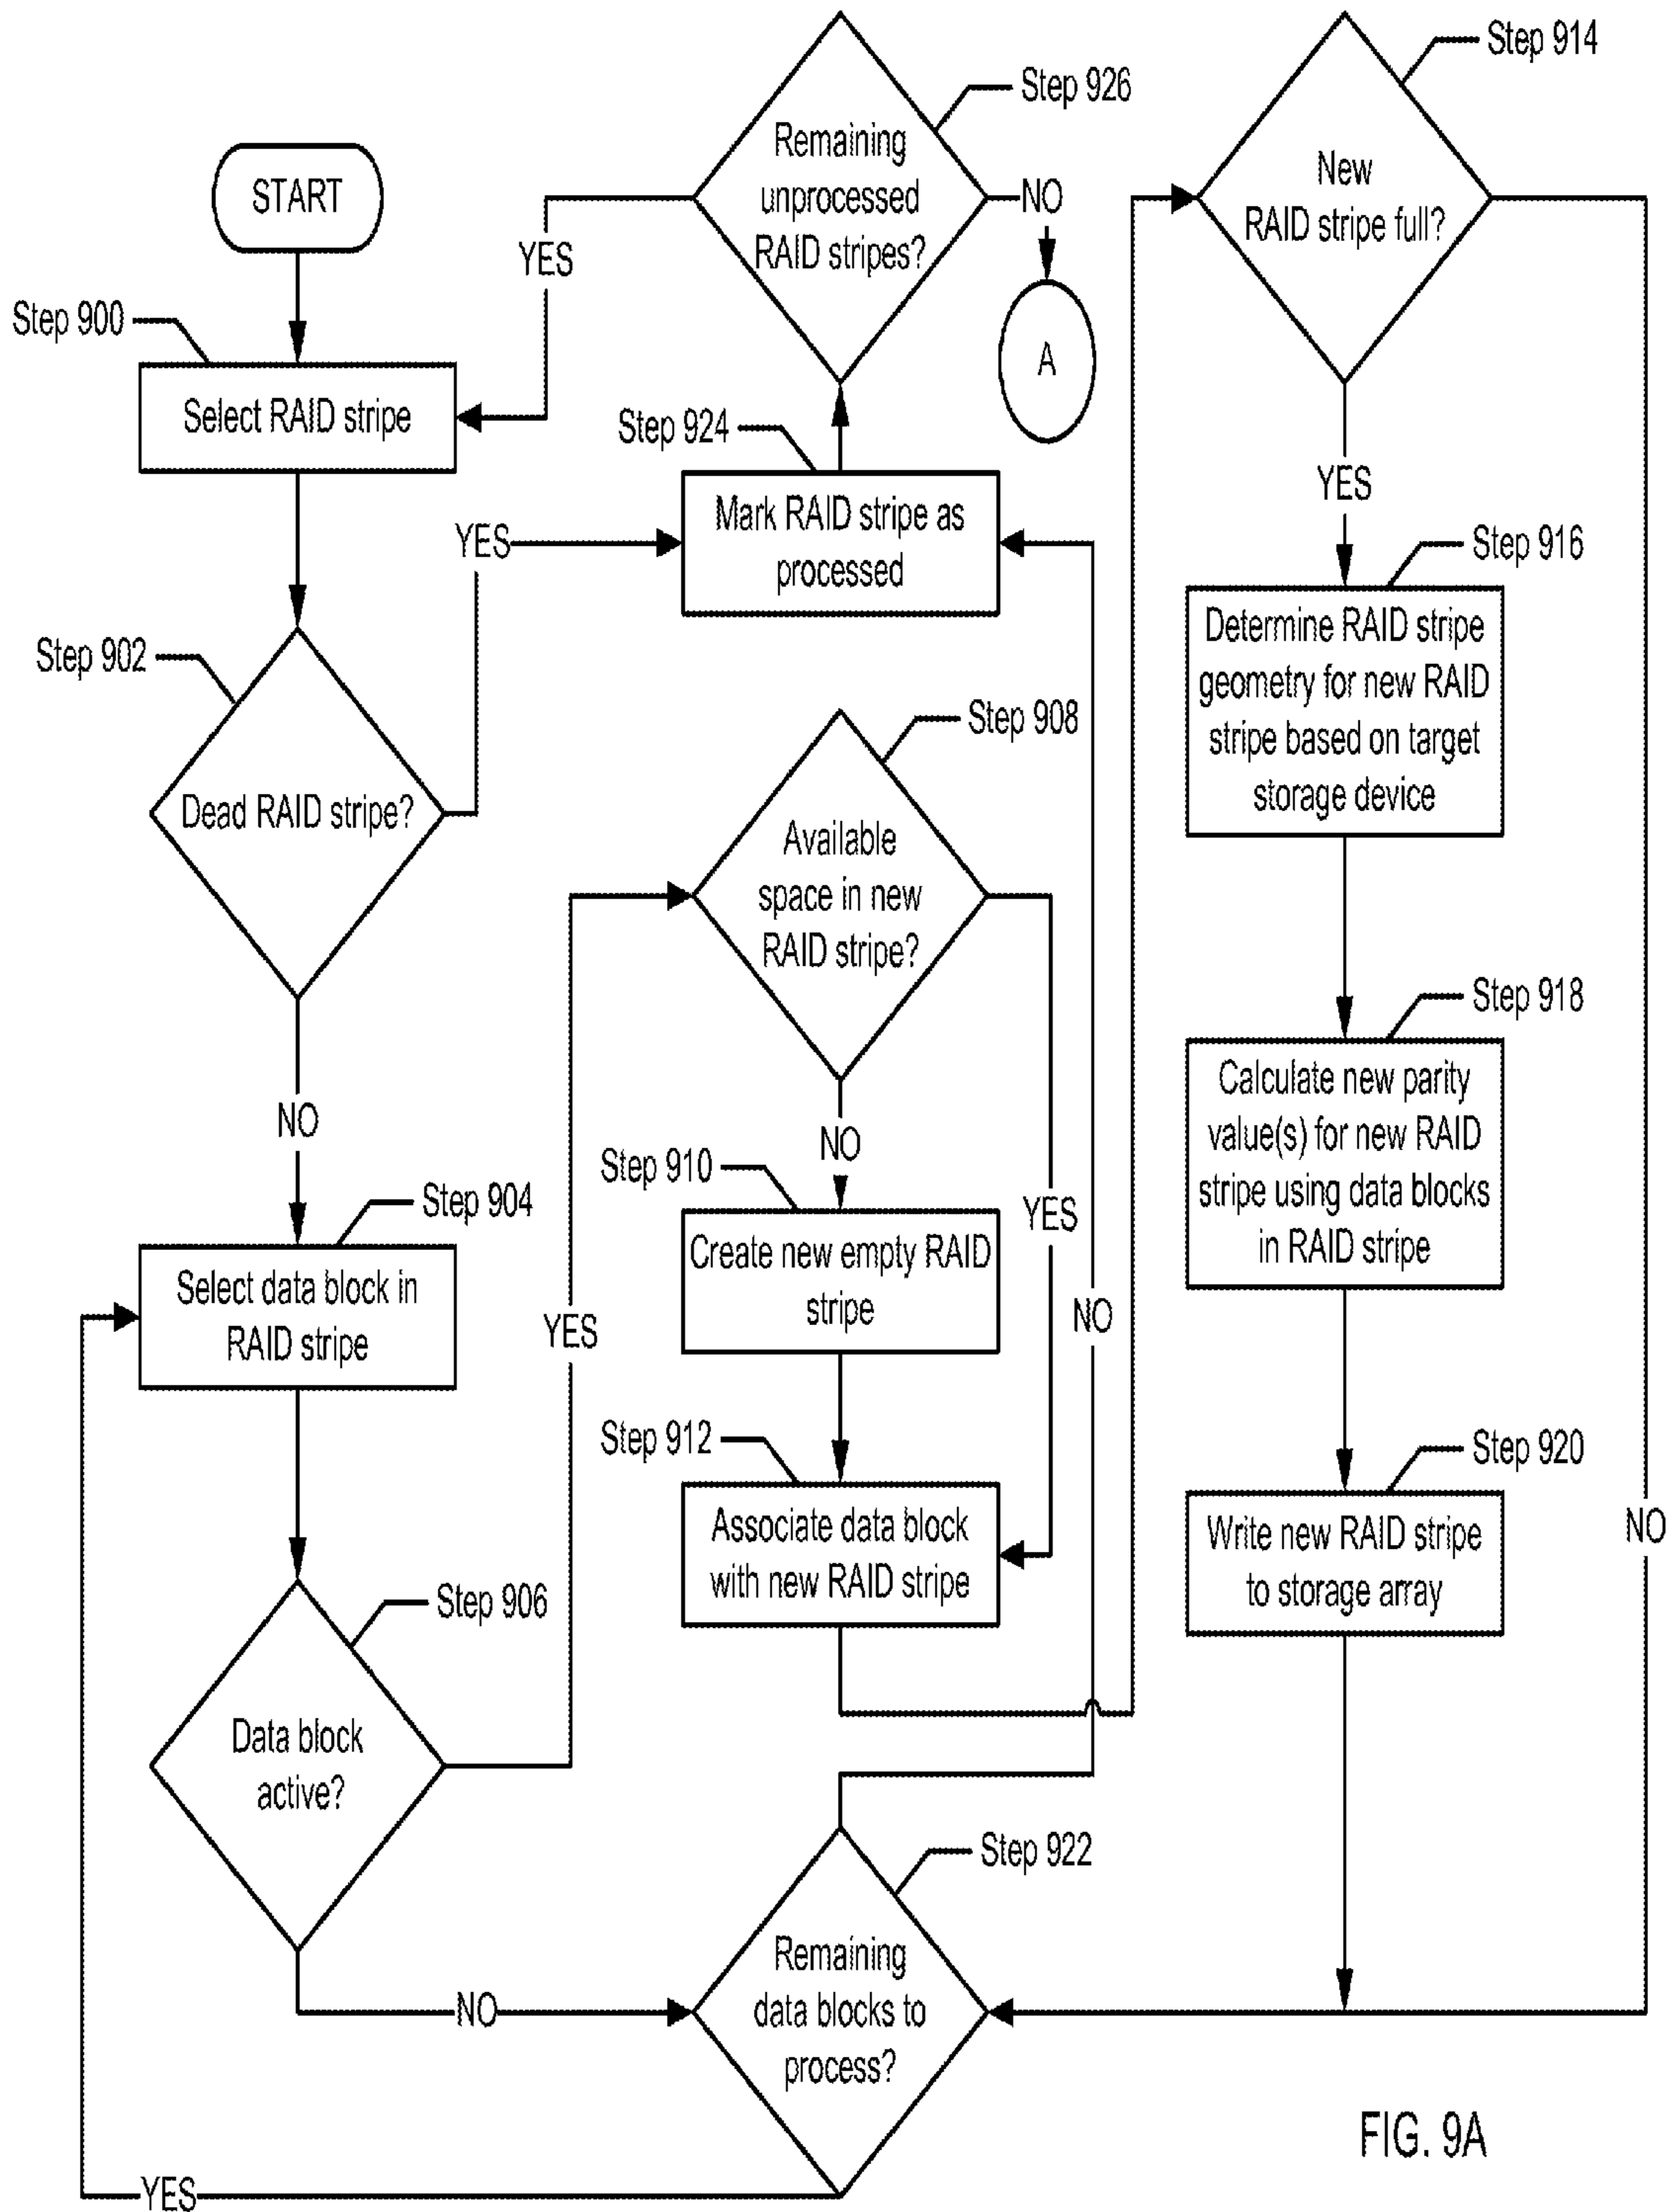 START
Step 900
Select RAID stripe
Step 902
Dead RAID stripe?
YES
NO
Step 904
Select data block in
RAID stripe
Step 906
Data block
active?
YES
NO
Step 908
Available
space in new
RAID stripe?
NO
YES
Step 910
Create new empty RAID
stripe
Step 912
Associate data block
with new RAID stripe
Step 914
New
RAID stripe full?
YES
NO
Step 916
Determine RAID stripe
geometry for new RAID
stripe based on target
storage device
Step 918
Calculate new parity
value(s) for new RAID
stripe using data blocks
in RAID stripe
Step 920
Write new RAID stripe
to storage array
Step 922
Remaining
data blocks to
process?
YES
NO
Step 924
Mark RAID stripe as
processed
Step 926
Remaining
unprocessed
RAID stripes?
YES
NO
A
FIG. 9A